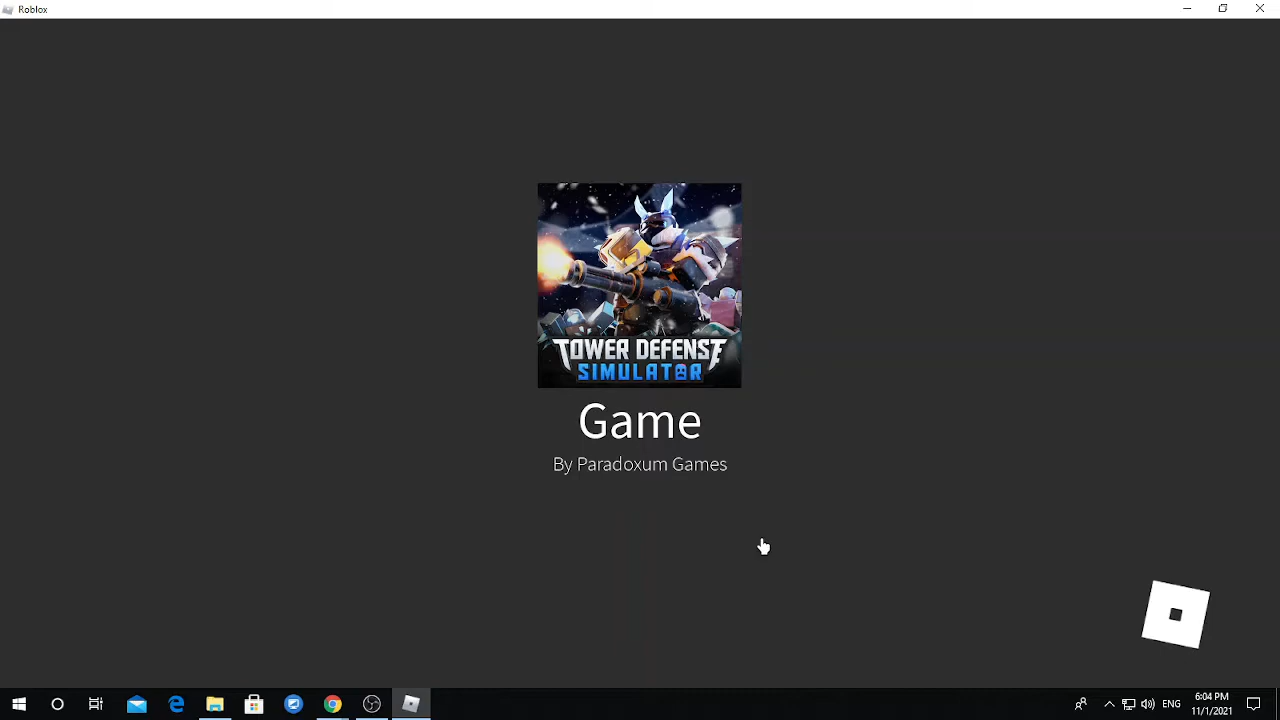 Roblox
TOWER DEFENSE
SIMULATOR
Game
By Paradoxum Games
ENG
6:04 PM
11/1/2021